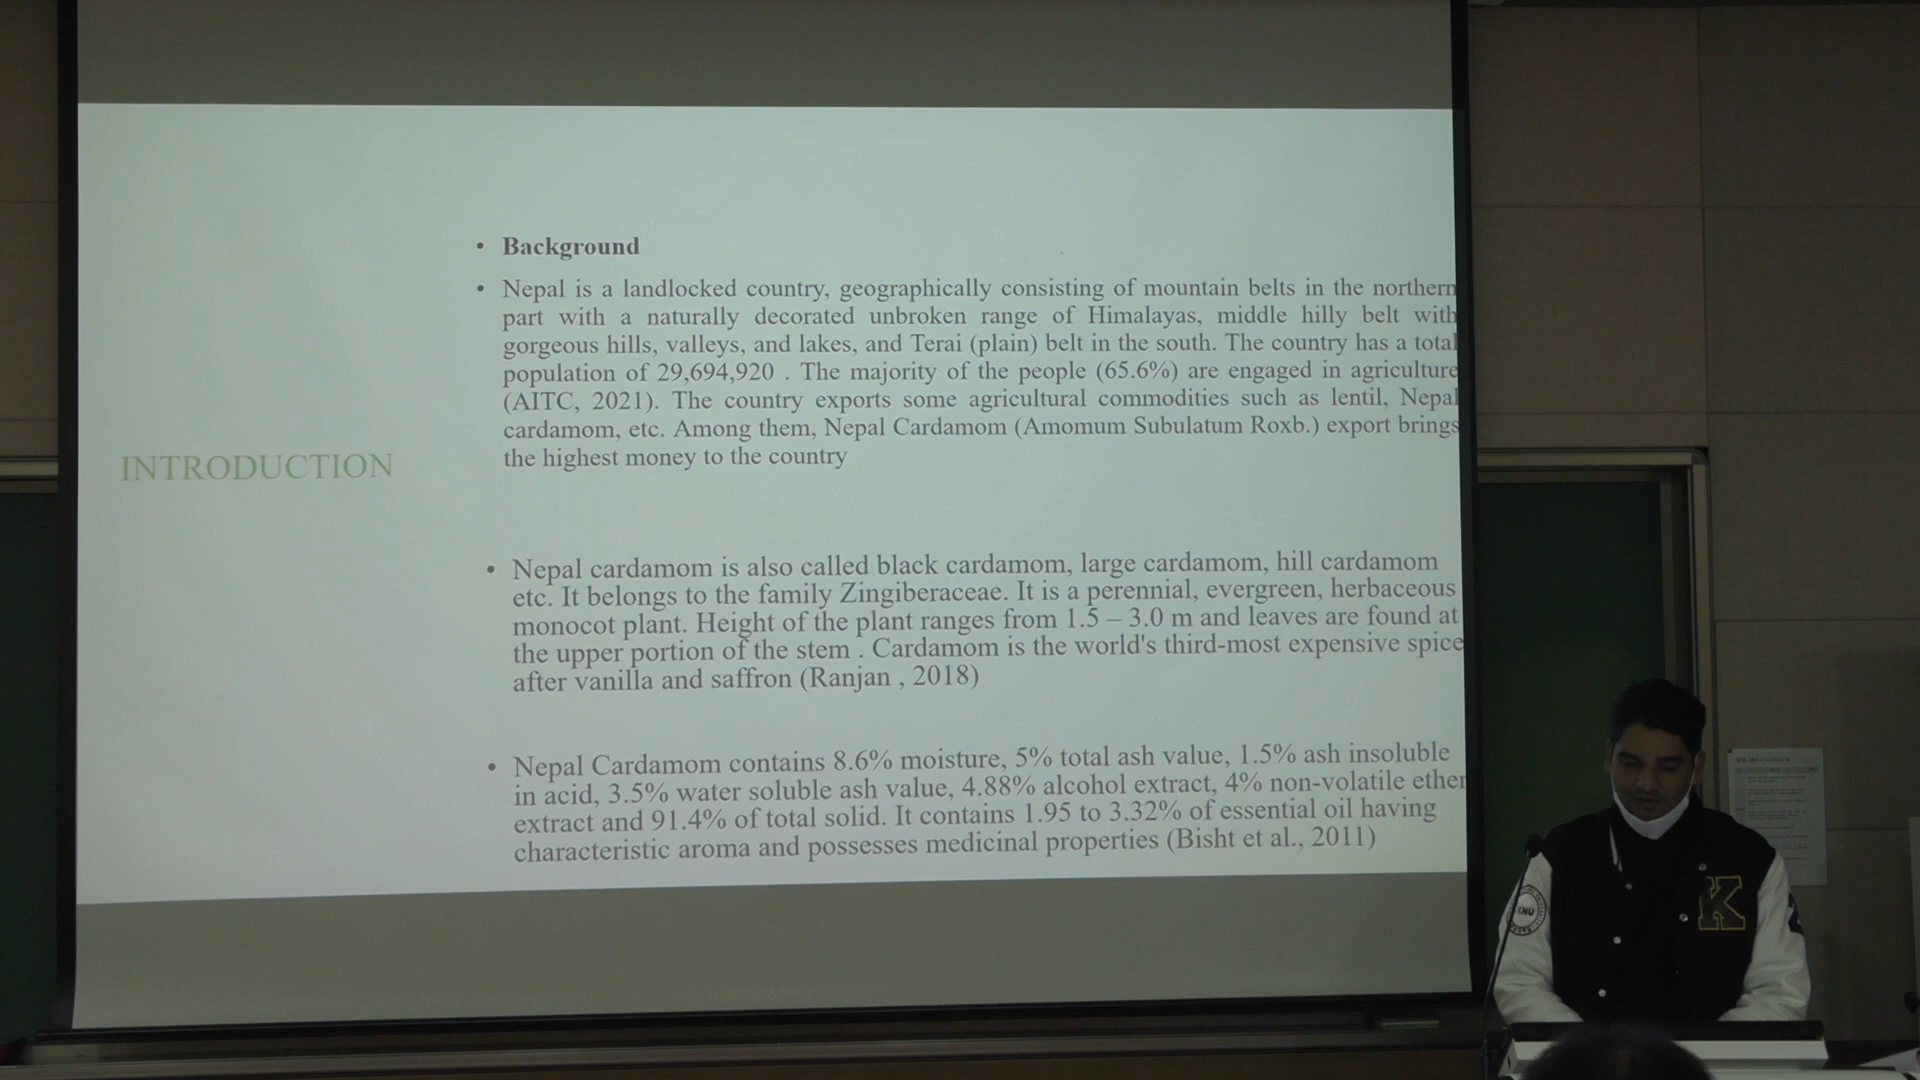 INTRODUCTION
• Background
• Nepal is a landlocked country, geographically consisting of mountain belts in the northern
part with a naturally decorated unbroken range of Himalayas, middle hilly belt with
gorgeous hills, valleys, and lakes, and Terai (plain) belt in the south. The country has a total
population of 29,694,920 . The majority of the people (65.6%) are engaged in agriculture
(AITC, 2021). The country exports some agricultural commodities such as lentil, Nepal
cardamom, etc. Among them, Nepal Cardamom (Amomum Subulatum Roxb.) export brings
the highest money to the country
• Nepal cardamom is also called black cardamom, large cardamom, hill cardamom
etc. It belongs to the family Zingiberaceae. It is a perennial, evergreen, herbaceous
monocot plant. Height of the plant ranges from 1.5 – 3.0 m and leaves are found at
the upper portion of the stem . Cardamom is the world's third-most expensive spice
after vanilla and saffron (Ranjan , 2018)
• Nepal Cardamom contains 8.6% moisture, 5% total ash value, 1.5% ash insoluble
in acid, 3.5% water soluble ash value, 4.88% alcohol extract, 4% non-volatile ether
extract and 91.4% of total solid. It contains 1.95 to 3.32% of essential oil having
characteristic aroma and possesses medicinal properties (Bisht et al., 2011)
K
KNU